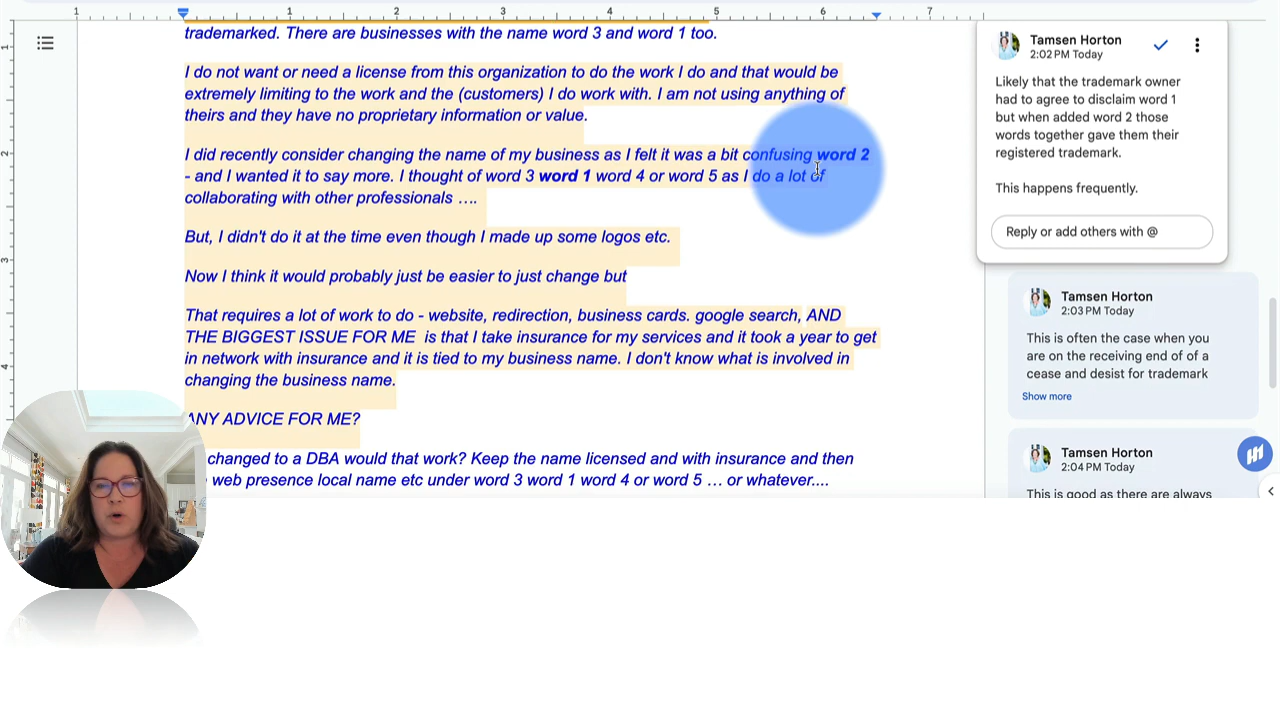 1 1 2 3 4 5 6 7
trademarked. There are businesses with the name word 3 and word 1 too.
I do not want or need a license from this organization to do the work I do and that would be
extremely limiting to the work and the (customers) I do work with. I am not using anything of
theirs and they have no proprietary information or value.
I did recently consider changing the name of my business as I felt it was a bit confusing word 2
- and I wanted it to say more. I thought of word 3 word 1 word 4 or word 5 as I do a lot of
collaborating with other professionals ….
But, I didn't do it at the time even though I made up some logos etc.
Now I think it would probably just be easier to just change but
That requires a lot of work to do - website, redirection, business cards. google search, AND
THE BIGGEST ISSUE FOR ME is that I take insurance for my services and it took a year to get
in network with insurance and it is tied to my business name. I don't know what is involved in
changing the business name.
ANY ADVICE FOR ME?
changed to a DBA would that work? Keep the name licensed and with insurance and then
web presence local name etc under word 3 word 1 word 4 or word 5 … or whatever....
1
2
3
4
Tamsen Horton
2:02 PM Today
Likely that the trademark owner
had to agree to disclaim word 1
but when added word 2 those
words together gave them their
registered trademark.
This happens frequently.
Reply or add others with @
Tamsen Horton
2:03 PM Today
This is often the case when you
are on the receiving end of of a
cease and desist for trademark
Show more
Tamsen Horton
2:04 PM Today
This is good as there are always